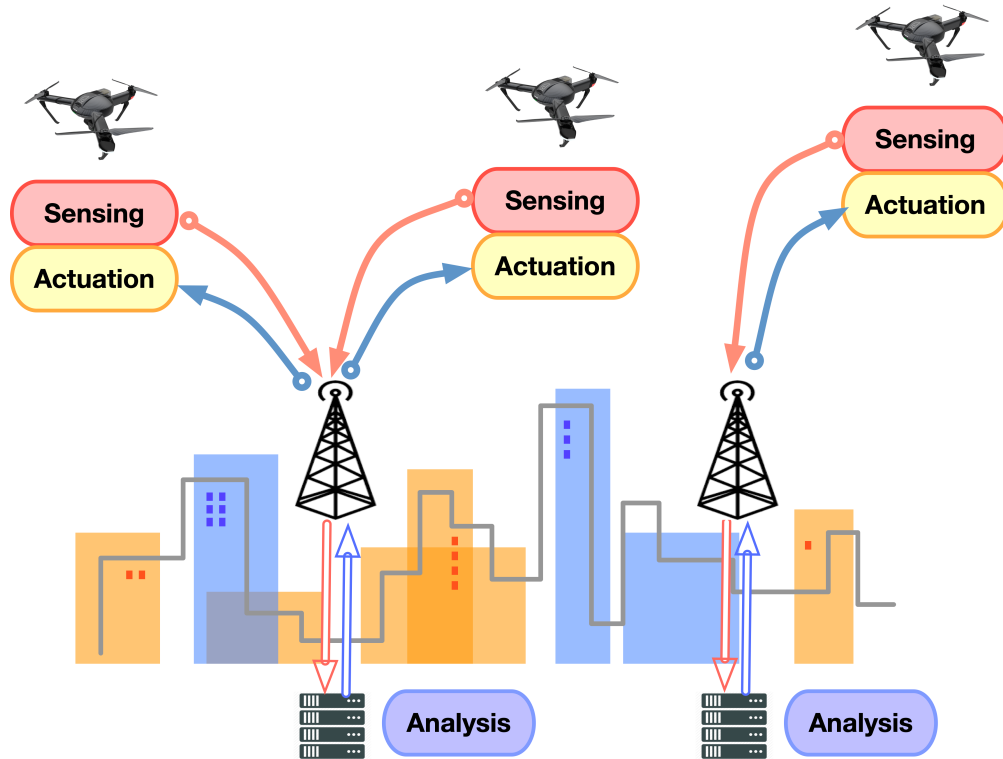 Sensing
Actuation
Sensing
Actuation
Sensing
Actuation
Analysis
Analysis